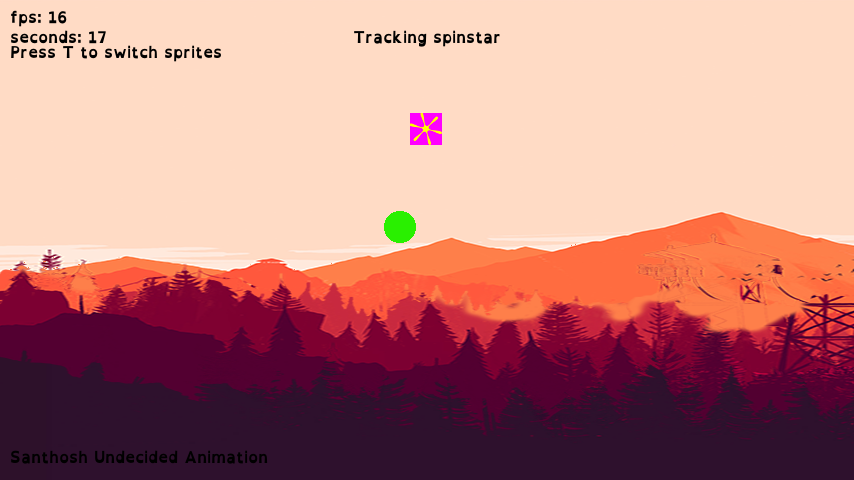 fps: 16
seconds: 17
Tracking spinstar
Press T to switch sprites
Santhosh Undecided Animation